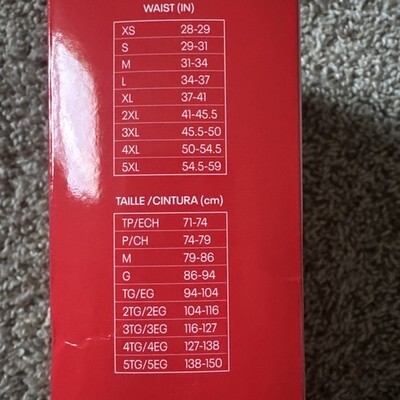 WAIST (IN)
XS 28-29
S 29-31
M 31-34
L 34-37
XL 37-41
2XL 41-45.5
3XL 45.5-50
4XL 50-54.5
5XL 54.5-59
TAILLE /CINTURA (cm)
TP/ECH 71-74
P/CH 74-79
M 79-86
G 86-94
TG/EG 94-104
2TG/2EG 104-116
3TG/3EG 116-127
4TG/4EG 127-138
5TG/5EG 138-150